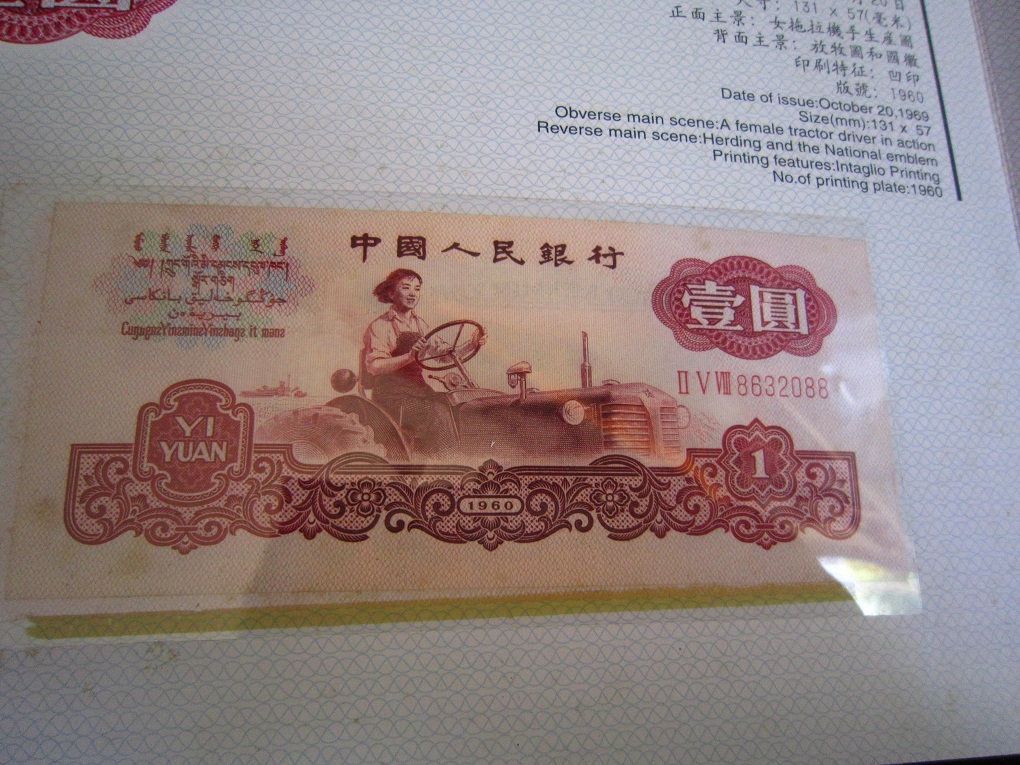 尺寸：131 x 57(毫米)
正面主景：女拖拉機手生産圖
背面主景：放牧圖和國徽
印刷特征：凹印
版號：1960
Date of issue:October 20,1969
Size(mm):131 x 57
Obverse main scene:A female tractor driver in action
Reverse main scene:Herding and the National emblem
Printing features:Intaglio Printing
No.of printing plate:1960
中國人民銀行
壹圓
II V VIII 8632088
YI
YUAN
1
1960